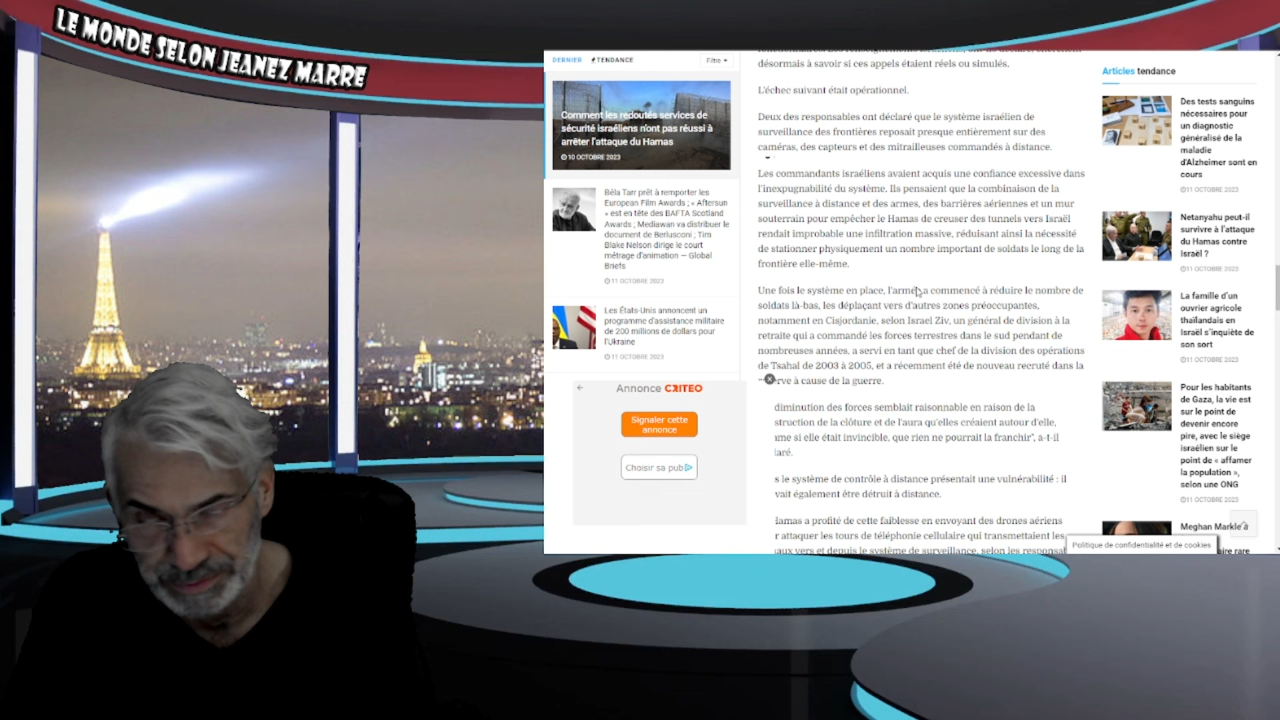 LE MONDE SELON JEANEZ MARRE
DERNIER
TENDANCE
Filtre
Comment les redoutés services de
sécurité israéliens n'ont pas réussi à
arrêter l'attaque du Hamas
10 OCTOBRE 2023
Béla Tarr prêt à remporter les
European Film Awards ; « Aftersun
» est en tête des BAFTA Scotland
Awards ; Mediawan va distribuer le
document de Berlusconi ; Tim
Blake Nelson dirige le court
métrage d'animation — Global
Briefs
11 OCTOBRE 2023
Les États-Unis annoncent un
programme d'assistance militaire
de 200 millions de dollars pour
l'Ukraine
11 OCTOBRE 2023
Annonce CRITEO
Signaler cette
annonce
Choisir sa pub
désormais à savoir si ces appels étaient réels ou simulés.
L'échec suivant était opérationnel.
Deux des responsables ont déclaré que le système israélien de
surveillance des frontières reposait presque entièrement sur des
caméras, des capteurs et des mitrailleuses commandés à distance.
Les commandants israéliens avaient acquis une confiance excessive dans
l'inexpugnabilité du système. Ils pensaient que la combinaison de la
surveillance à distance et des armes, des barrières aériennes et un mur
souterrain pour empêcher le Hamas de creuser des tunnels vers Israël
rendait improbable une infiltration massive, réduisant ainsi la nécessité
de stationner physiquement un nombre important de soldats le long de la
frontière elle-même.
Une fois le système en place, l'armée a commencé à réduire le nombre de
soldats là-bas, les déplaçant vers d'autres zones préoccupantes,
notamment en Cisjordanie, selon Israel Ziv, un général de division à la
retraite qui a commandé les forces terrestres dans le sud pendant de
nombreuses années, a servi en tant que chef de la division des opérations
de Tsahal de 2003 à 2005, et a récemment été de nouveau recruté dans la
rve à cause de la guerre.
diminution des forces semblait raisonnable en raison de la
struction de la clôture et de l'aura qu'elles créaient autour d'elle,
me si elle était invincible, que rien ne pourrait la franchir", a-t-il
laré.
s le système de contrôle à distance présentait une vulnérabilité : il
vait également être détruit à distance.
lamas a profité de cette faiblesse en envoyant des drones aériens
r attaquer les tours de téléphonie cellulaire qui transmettaient les
aux vers et depuis le système de surveillance, selon les responsat
Articles tendance
Des tests sanguins
nécessaires pour
un diagnostic
généralisé de la
maladie
d'Alzheimer sont en
cours
11 OCTOBRE 2023
Netanyahu peut-il
survivre à l'attaque
du Hamas contre
Israël ?
11 OCTOBRE 2023
La famille d'un
ouvrier agricole
thaïlandais en
Israël s'inquiète de
son sort
11 OCTOBRE 2023
Pour les habitants
de Gaza, la vie est
sur le point de
devenir encore
pire, avec le siège
israélien sur le
point de « affamer
la population »,
selon une ONG
11 OCTOBRE 2023
Meghan Markle à
aire rare
Politique de confidentialité et de cookies